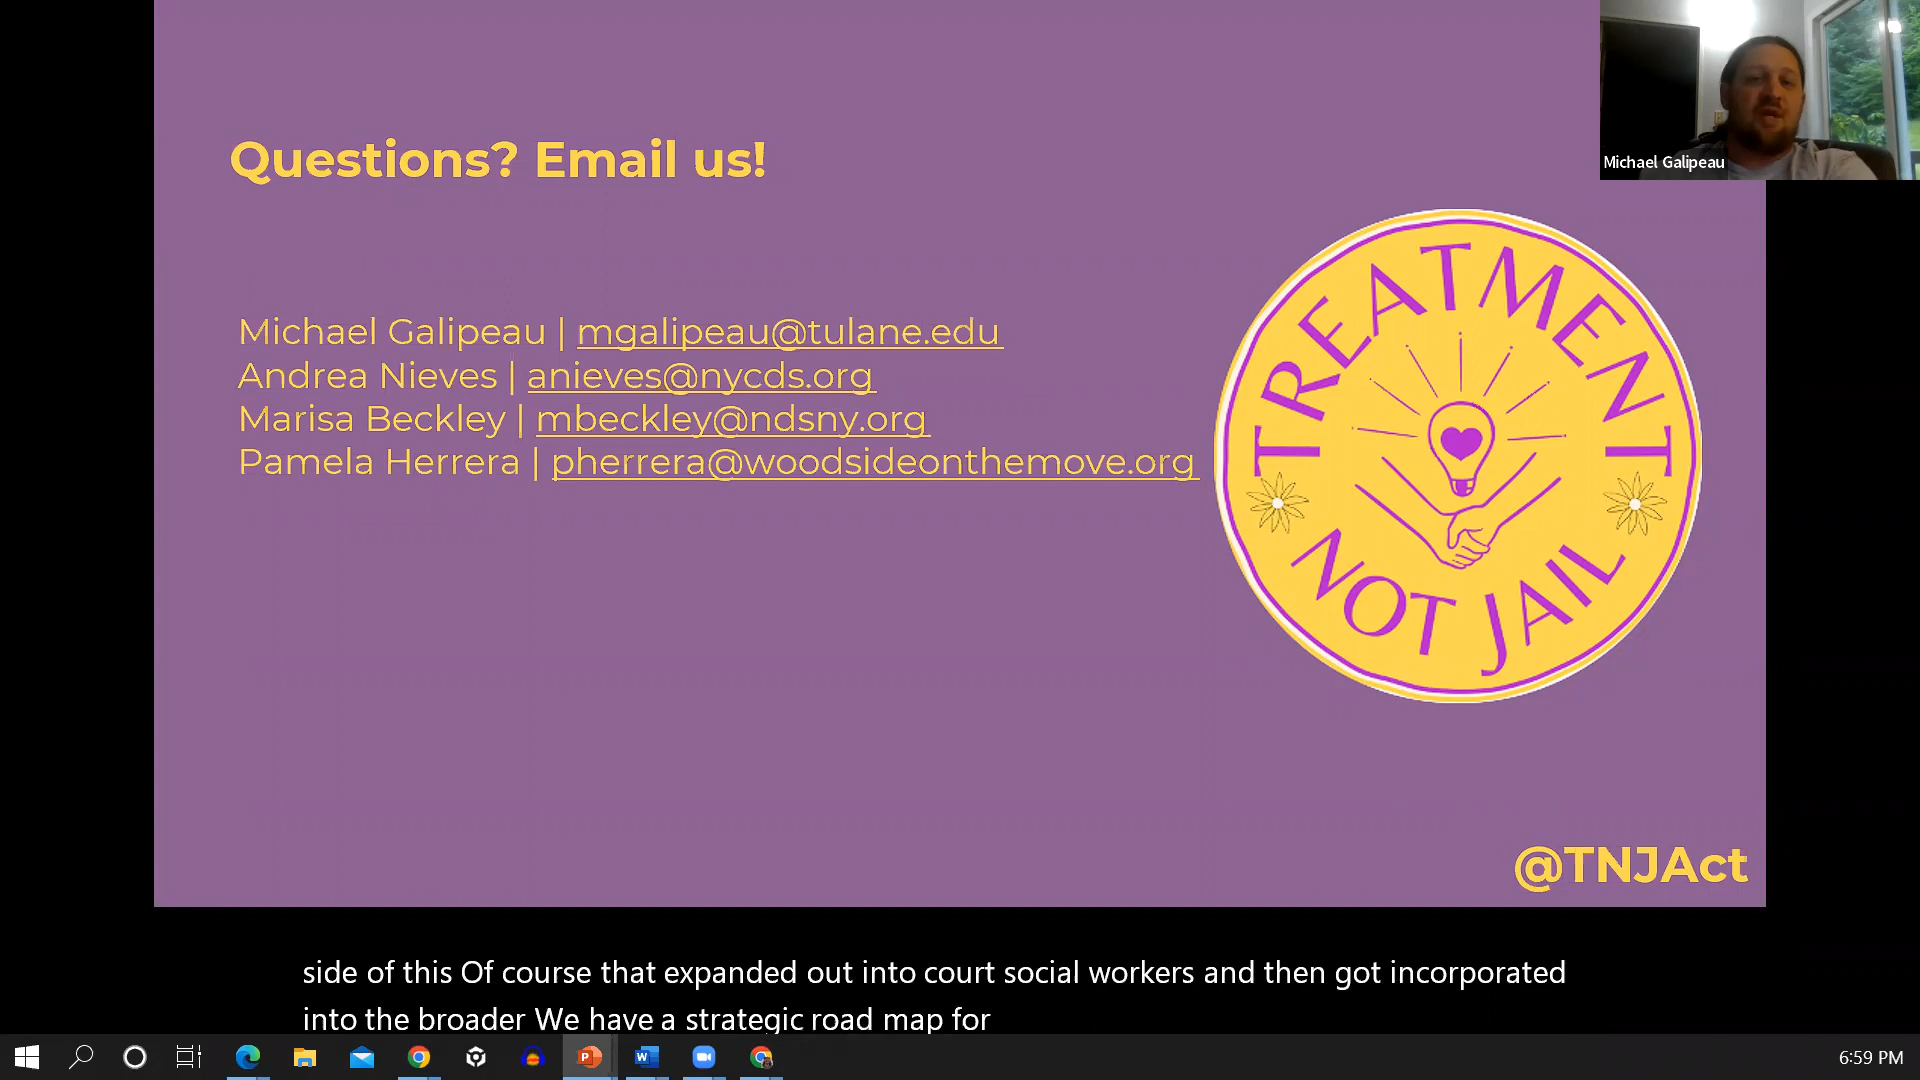 Questions? Email us!
Michael Galipeau
Michael Galipeau | mgalipeau@tulane.edu
Andrea Nieves | anieves@nycds.org
Marisa Beckley | mbeckley@ndsny.org
Pamela Herrera | pherrera@woodsideonthemove.org
TREATMENT
NOT JAIL
@TNJAct
side of this Of course that expanded out into court social workers and then got incorporated
into the broader We have a strategic road map for
6:59 PM